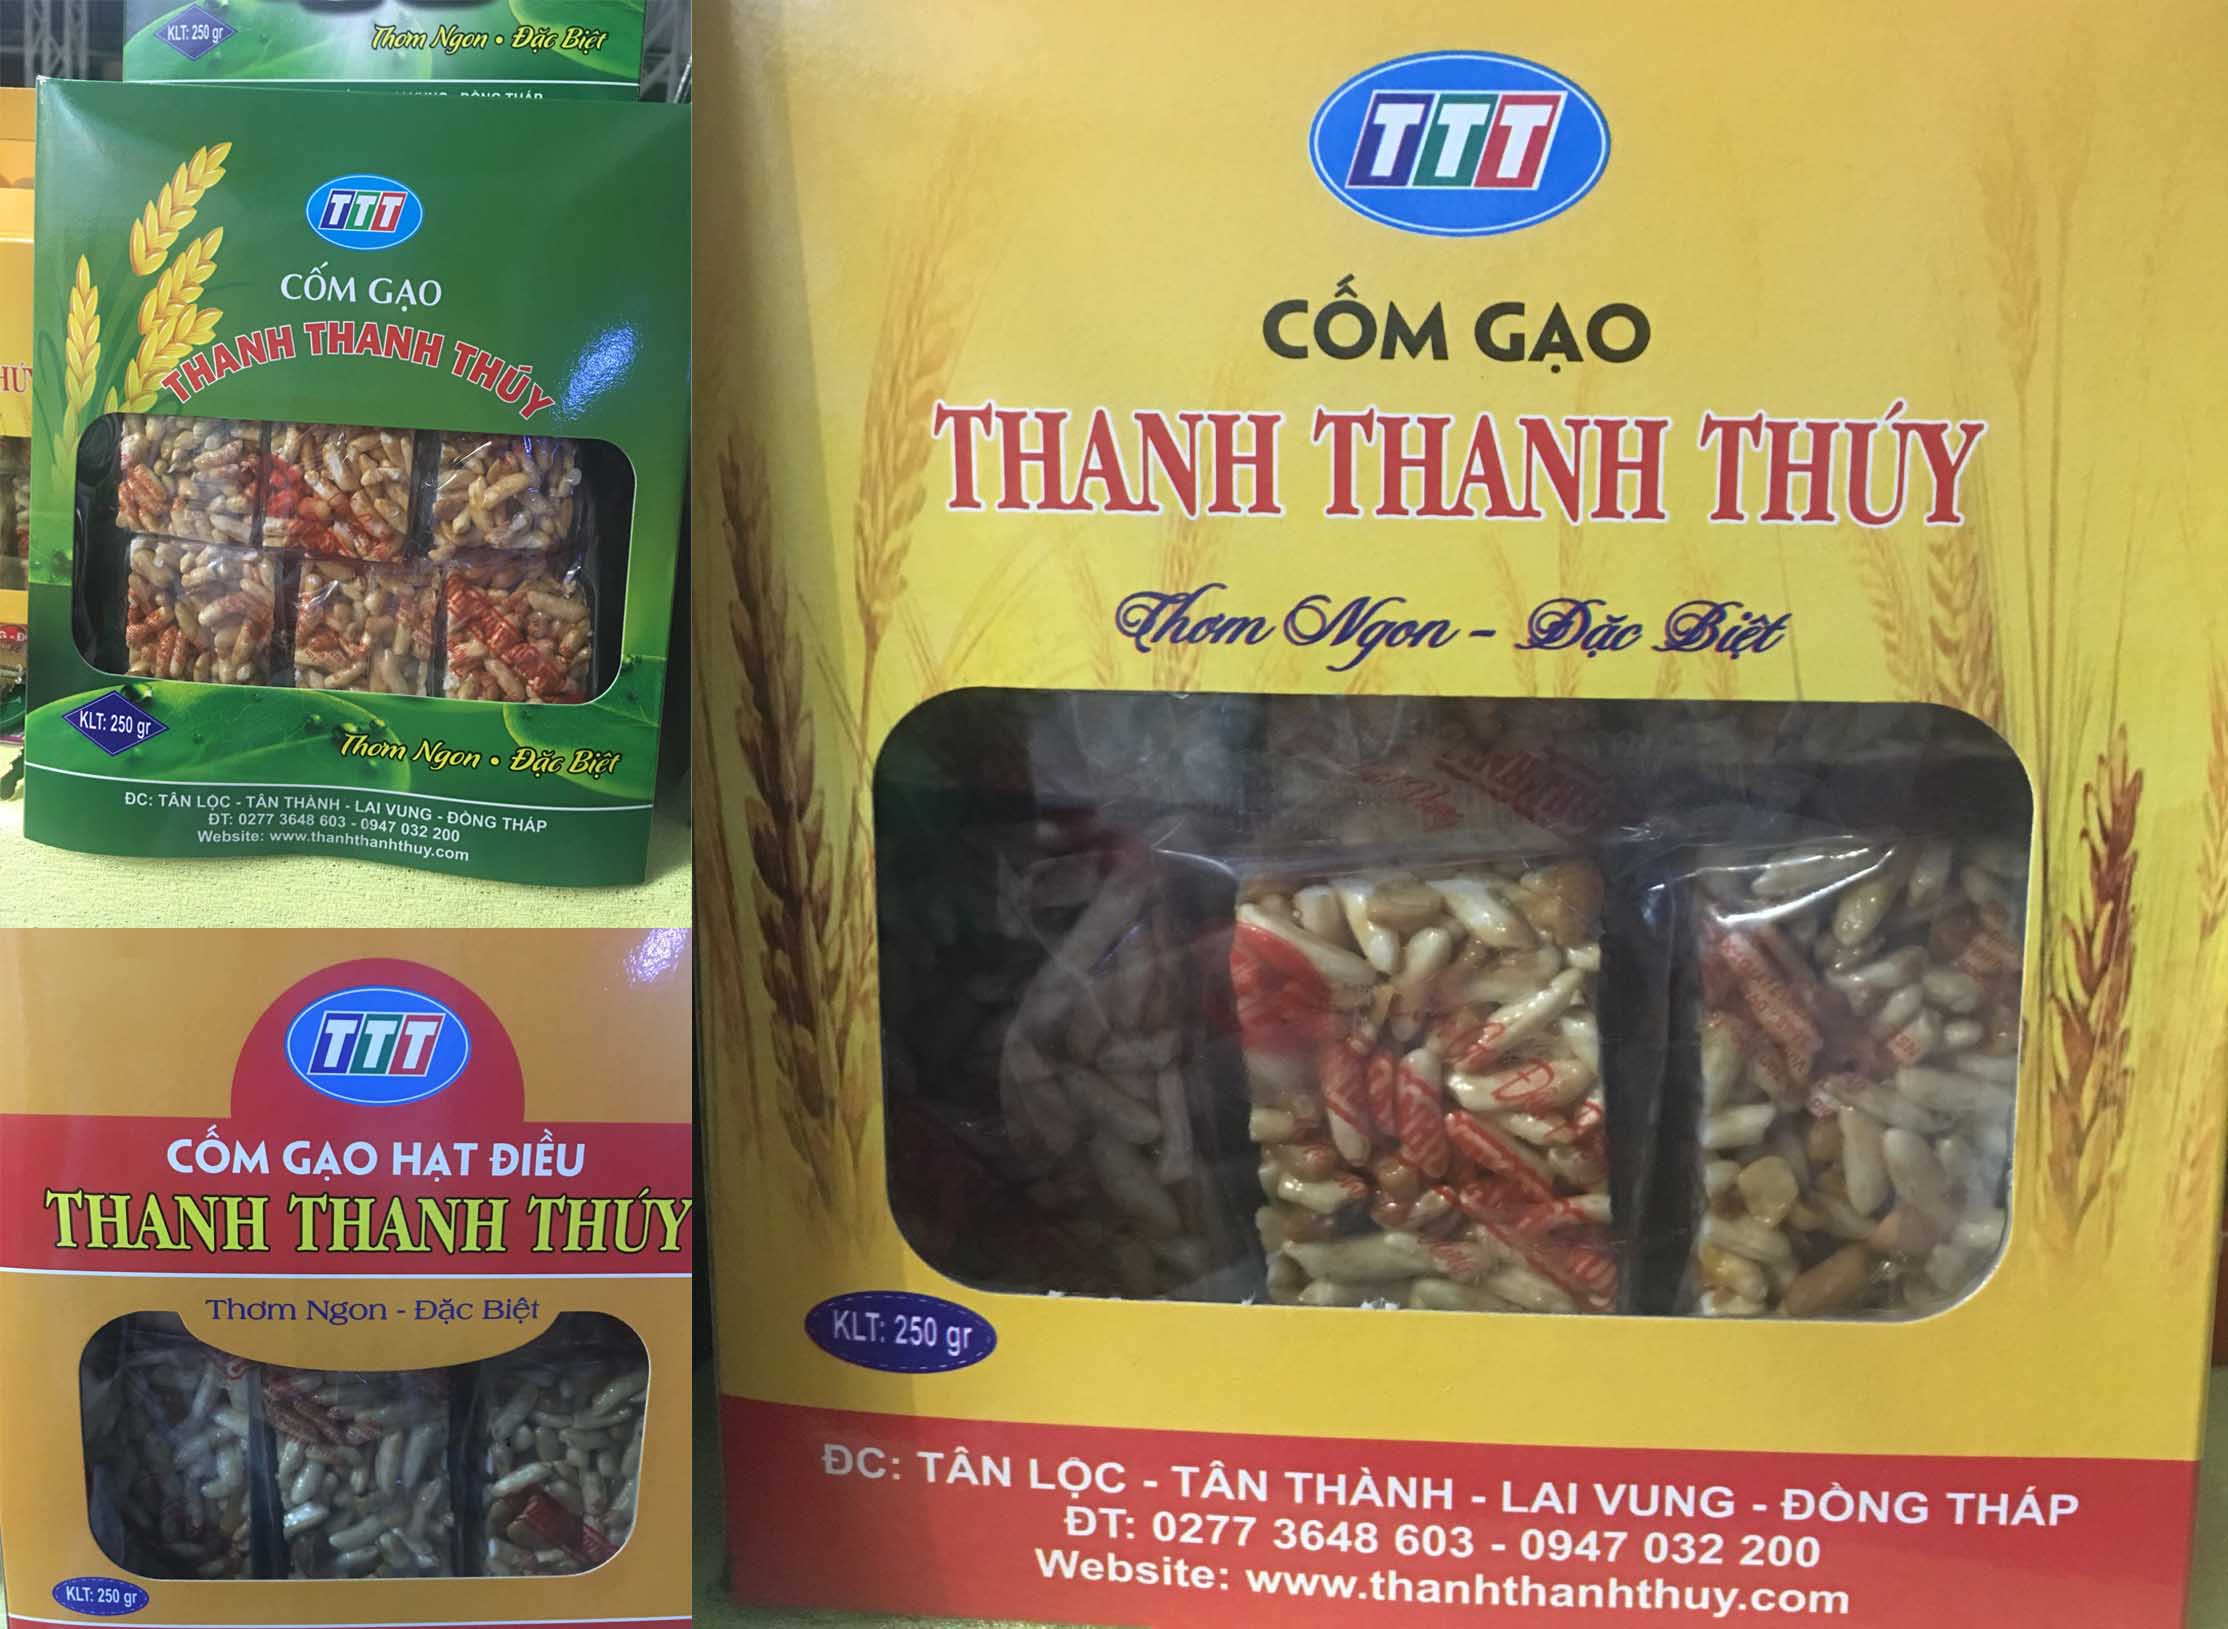 KLT: 250 gr
Thơm Ngon • Đặc Biệt
TTT
CỐM GẠO
THANH THANH THÚY
KLT: 250 gr
Thơm Ngon • Đặc Biệt
ĐC: TÂN LỘC - TÂN THÀNH - LAI VUNG - ĐỒNG THÁP
ĐT: 0277 3648 603 - 0947 032 200
Website: www.thanhthanhthuy.com
TTT
CỐM GẠO HẠT ĐIỀU
THANH THANH THÚY
Thơm Ngon - Đặc Biệt
KLT: 250 gr
TTT
CỐM GẠO
THANH THANH THÚY
Thơm Ngon - Đặc Biệt
KLT: 250 gr
ĐC: TÂN LỘC - TÂN THÀNH - LAI VUNG - ĐỒNG THÁP
ĐT: 0277 3648 603 - 0947 032 200
Website: www.thanhthanhthuy.com